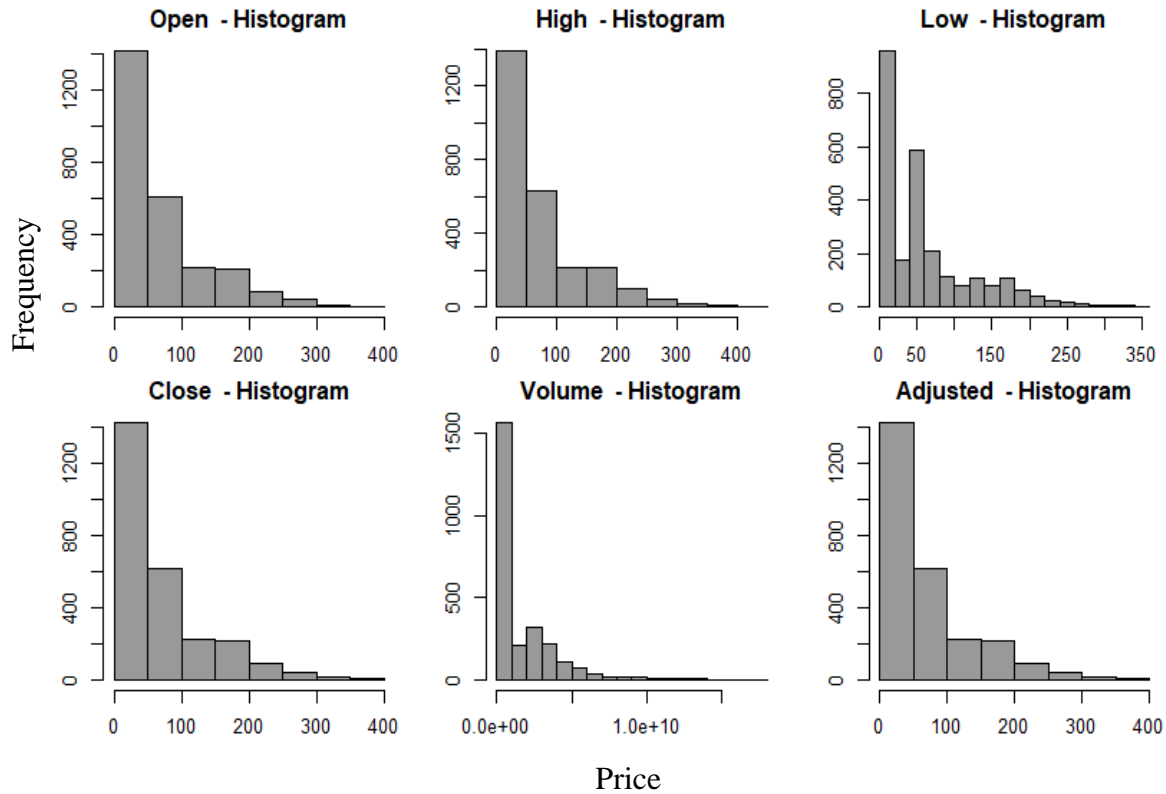 Open - Histogram
High - Histogram
Low - Histogram
Frequency
1200
800
400
0
0 100 200 300 400
1200
800
400
0
0 100 200 300 400
800
600
400
200
0
0 50 150 250 350
Close - Histogram
Volume - Histogram
Adjusted - Histogram
1200
800
400
0
0 100 200 300 400
1500
1000
500
0
0.0e+00 1.0e+10
1200
800
400
0
0 100 200 300 400
Price